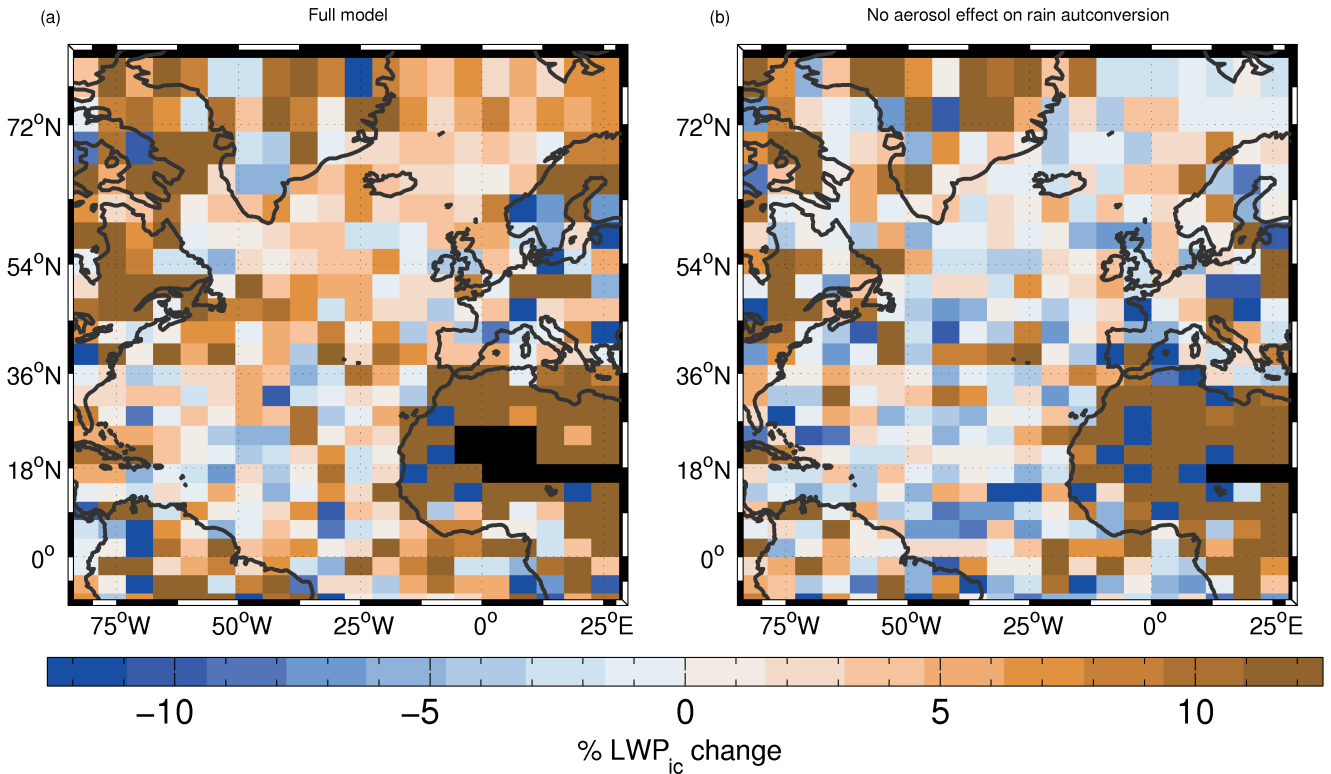 (a) Full model (b) No aerosol effect on rain autconversion
72°N 72°N
54°N 54°N
36°N 36°N
18°N 18°N
0° 0°
75°W 50°W 25°W 0° 25°E 75°W 50°W 25°W 0° 25°E
−10 −5 0 5 10
% LWP_ic change